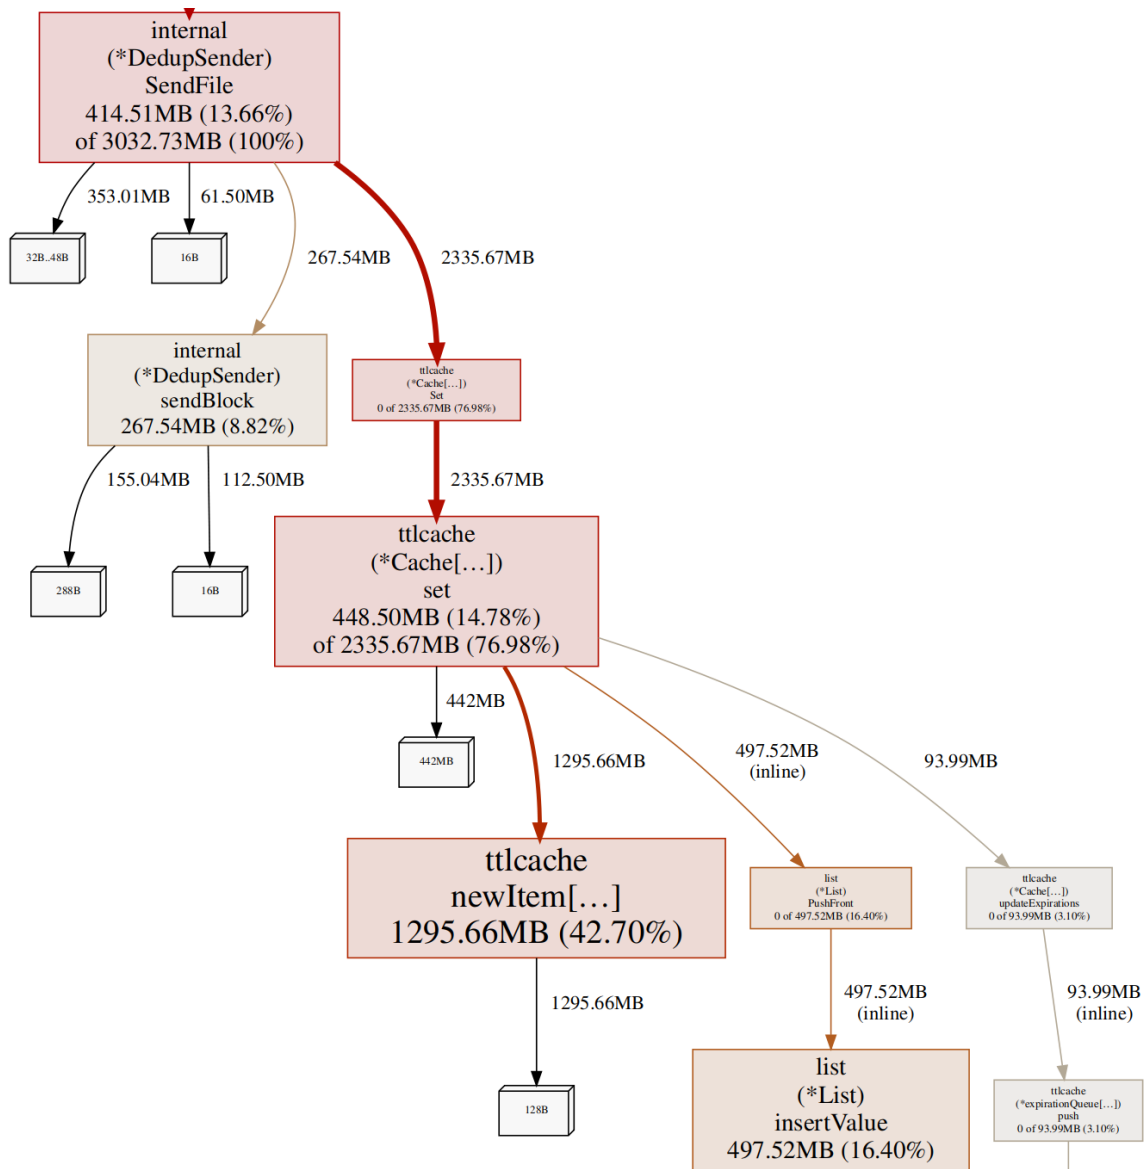 internal
(*DedupSender)
SendFile
414.51MB (13.66%)
of 3032.73MB (100%)
353.01MB
61.50MB
267.54MB
2335.67MB
32B..48B
16B
internal
(*DedupSender)
sendBlock
267.54MB (8.82%)
ttlcache
(*Cache[…])
Set
0 of 2335.67MB (76.98%)
155.04MB
112.50MB
2335.67MB
288B
16B
ttlcache
(*Cache[…])
set
448.50MB (14.78%)
of 2335.67MB (76.98%)
442MB
1295.66MB
497.52MB
(inline)
93.99MB
442MB
ttlcache
newItem[…]
1295.66MB (42.70%)
list
(*List)
PushFront
0 of 497.52MB (16.40%)
ttlcache
(*Cache[…])
updateExpirations
0 of 93.99MB (3.10%)
1295.66MB
497.52MB
(inline)
93.99MB
(inline)
128B
list
(*List)
insertValue
497.52MB (16.40%)
ttlcache
(*expirationQueue[…])
push
0 of 93.99MB (3.10%)